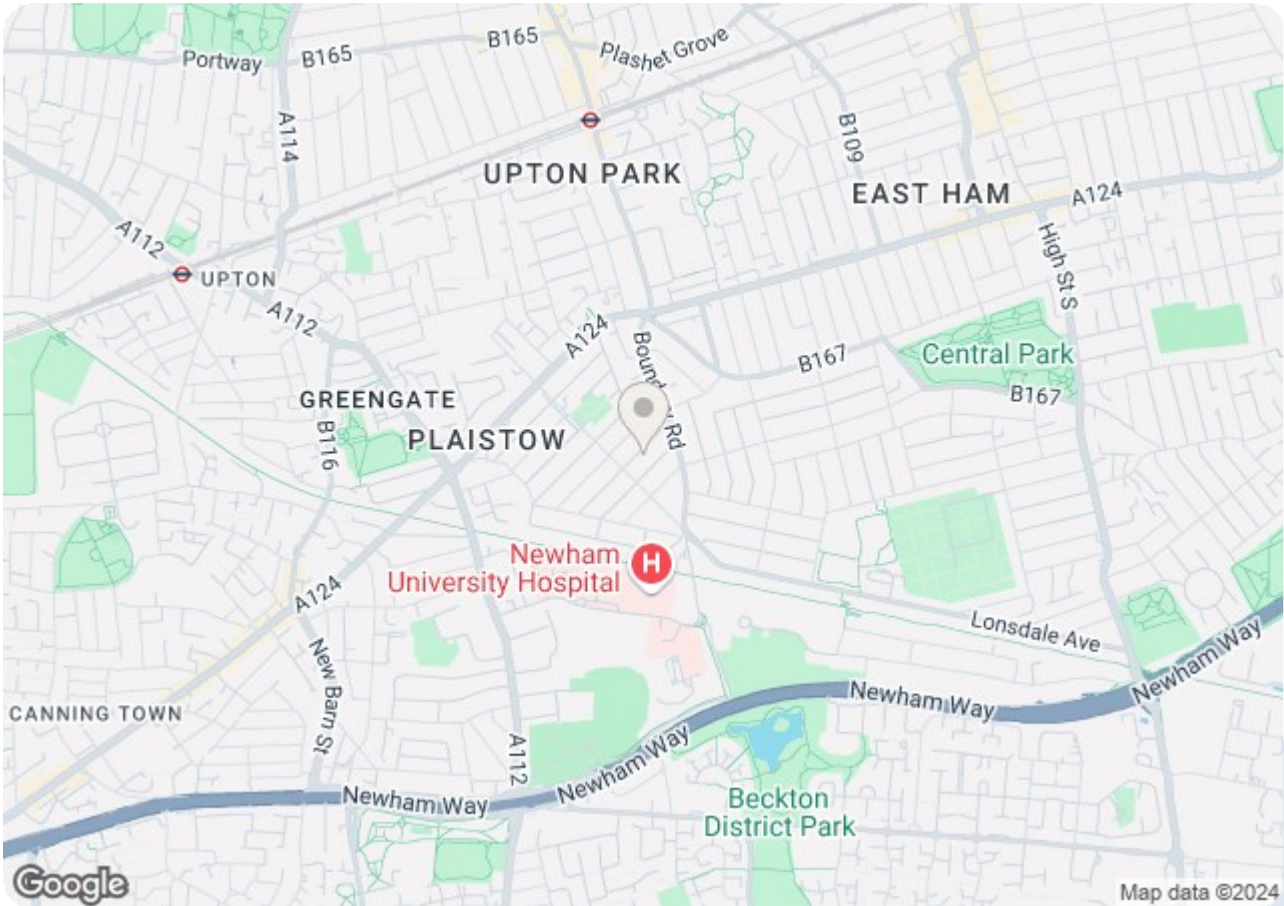 B165
Portway
B165
Plashet Grove
A114
B109
UPTON PARK
EAST HAM
A124
A112
High St S
UPTON
A112
A124
Central Park
B167
B167
GREENGATE
B116
PLAISTOW
Newham
University Hospital
H
A124
Lonsdale Ave
New Barn St
Newham Way
Newham Way
CANNING TOWN
A112
Newham Way
Newham Way
Beckton
District Park
Google
Map data ©2024